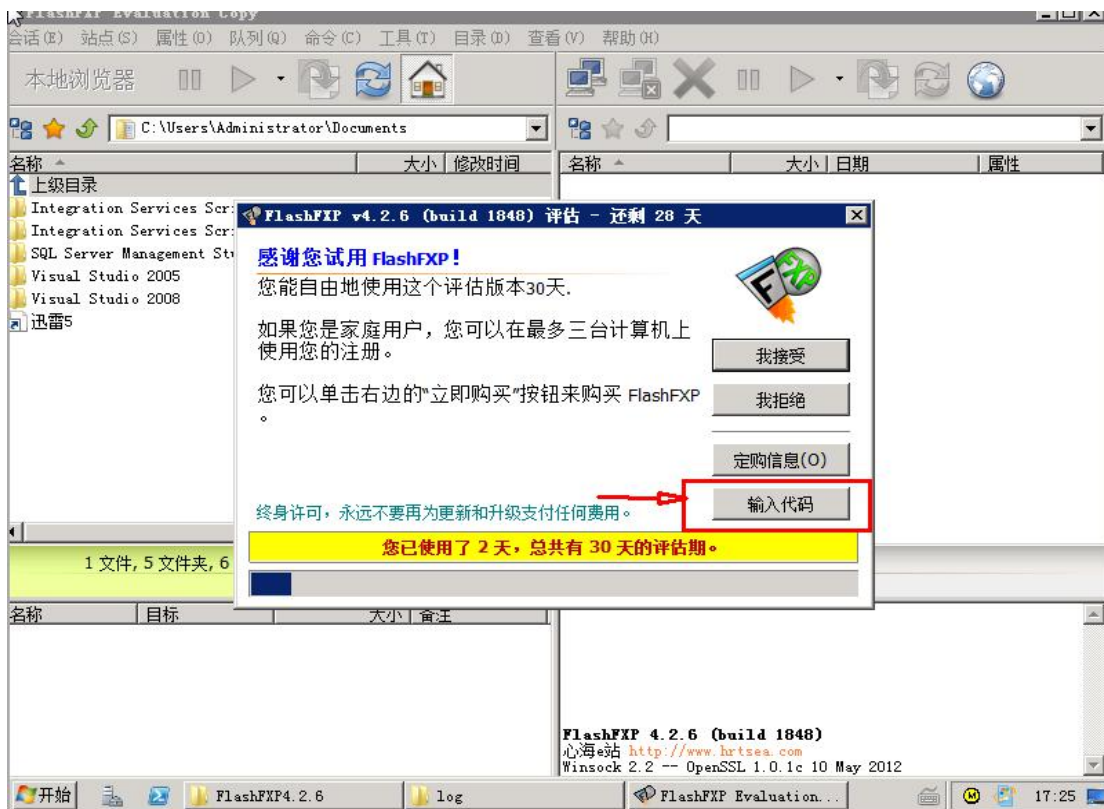 FlashFXP Evaluation Copy
会话(E) 站点(S) 属性(O) 队列(Q) 命令(C) 工具(T) 目录(D) 查看(V) 帮助(H)
本地浏览器
C:\Users\Administrator\Documents
名称 大小 修改时间 名称 大小 日期 属性
上级目录
Integration Services Scr
Integration Services Scr
SQL Server Management Stu
Visual Studio 2005
Visual Studio 2008
迅雷5
FlashFXP v4.2.6 (build 1848) 评估 - 还剩 28 天
感谢您试用 FlashFXP!
您能自由地使用这个评估版本30天.
如果您是家庭用户，您可以在最多三台计算机上
使用您的注册。
您可以单击右边的“立即购买”按钮来购买 FlashFXP
。
我接受
我拒绝
定购信息(O)
输入代码
终身许可，永远不要再为更新和升级支付任何费用。
您已使用了 2 天，总共有 30 天的评估期。
1 文件, 5 文件夹, 6
名称 目标 大小 备注
FlashFXP 4.2.6 (build 1848)
心海e站 http://www.hrtsea.com
Winsock 2.2 -- OpenSSL 1.0.1c 10 May 2012
开始 FlashFXP4.2.6 log FlashFXP Evaluation... 17:25